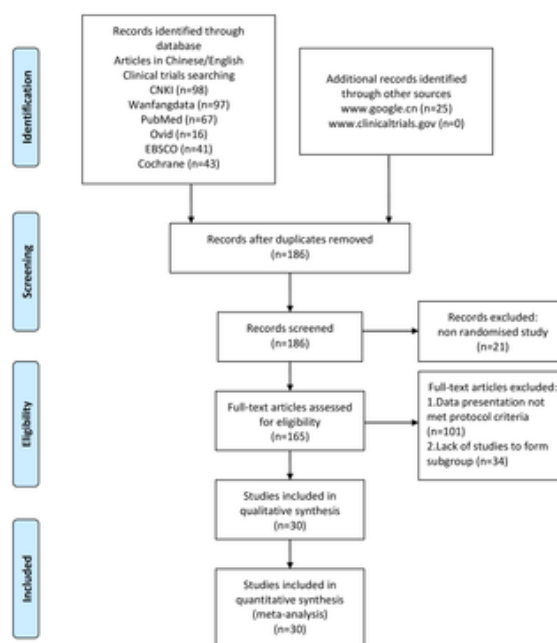 Identification
Records identified through
database
Articles in Chinese/English
Clinical trials searching
CNKI (n=98)
Wanfangdata (n=97)
PubMed (n=67)
Ovid (n=16)
EBSCO (n=41)
Cochrane (n=43)
Additional records identified
through other sources
www.google.cn (n=25)
www.clinicaltrials.gov (n=0)
Screening
Records after duplicates removed
(n=186)
Records screened
(n=186)
Records excluded:
non randomised study
(n=21)
Eligibility
Full-text articles assessed
for eligibility
(n=165)
Full-text articles excluded:
1.Data presentation not
met protocol criteria
(n=101)
2.Lack of studies to form
subgroup (n=34)
Studies included in
qualitative synthesis
(n=30)
Included
Studies included in
quantitative synthesis
(meta-analysis)
(n=30)